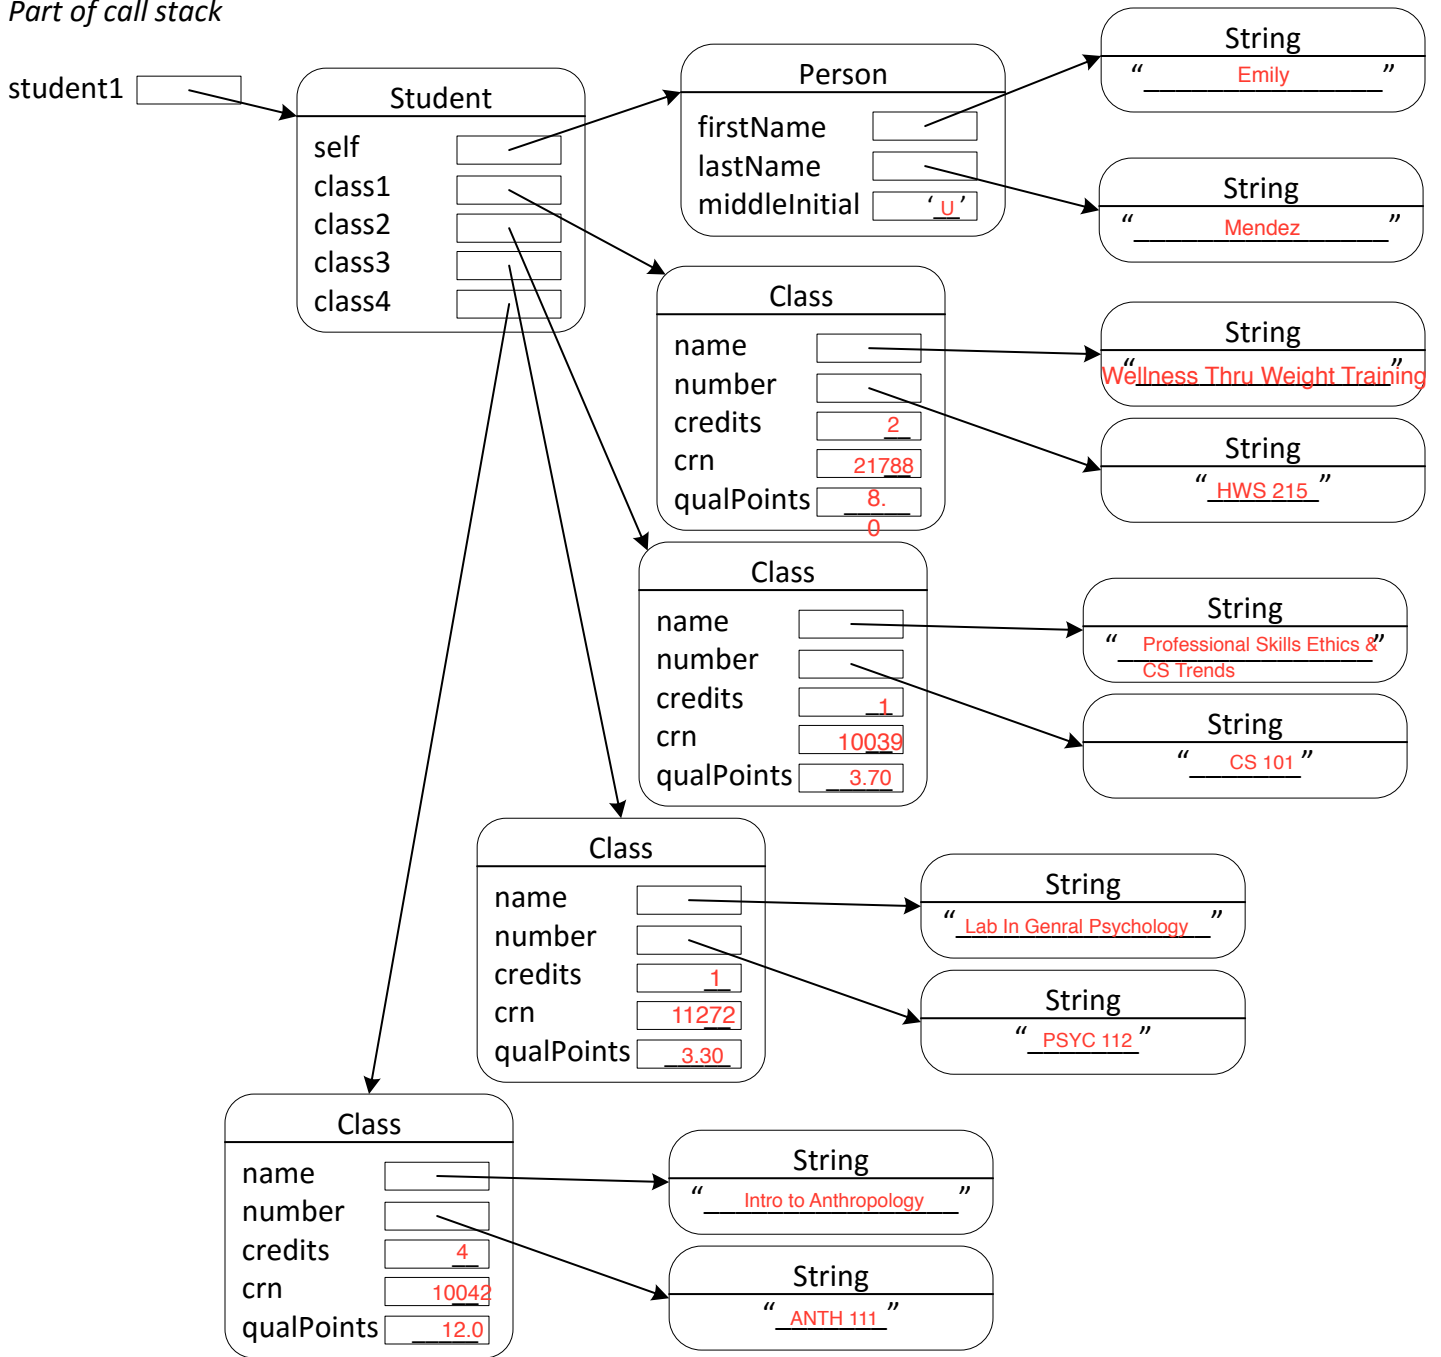 Part of call stack
student1
Student
self
class1
class2
class3
class4
Person
firstName
lastName
middleInitial ‘U’
String
“Emily”
String
“Mendez”
Class
name
number
credits 2
crn 21788
qualPoints 8.
0
String
“Wellness Thru Weight Training”
String
“HWS 215”
Class
name
number
credits 1
crn 10039
qualPoints 3.70
String
“Professional Skills Ethics &”
CS Trends
String
“CS 101”
Class
name
number
credits 1
crn 11272
qualPoints 3.30
String
“Lab In Genral Psychology”
String
“PSYC 112”
Class
name
number
credits 4
crn 10042
qualPoints 12.0
String
“Intro to Anthropology”
String
“ANTH 111”